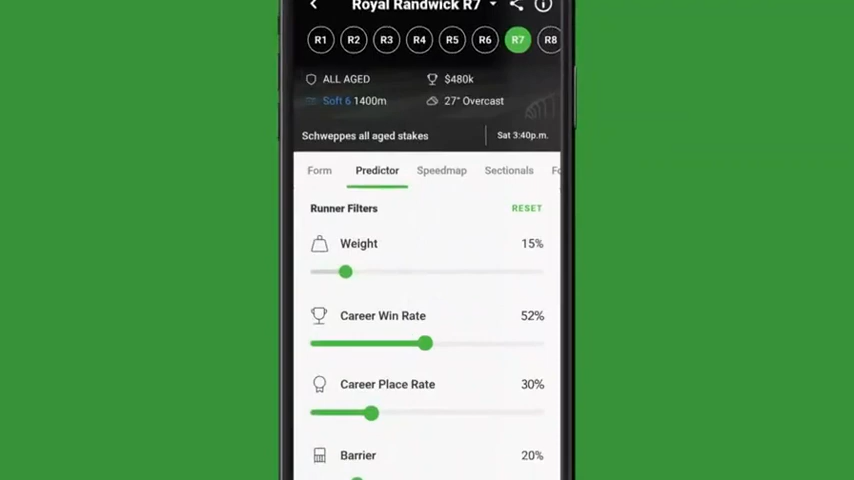 Royal Randwick R7
R1 R2 R3 R4 R5 R6 R7 R8
ALL AGED $480k
Soft 6 1400m 27° Overcast
Schweppes all aged stakes Sat 3:40p.m.
Form Predictor Speedmap Sectionals Fo
Runner Filters RESET
Weight 15%
Career Win Rate 52%
Career Place Rate 30%
Barrier 20%